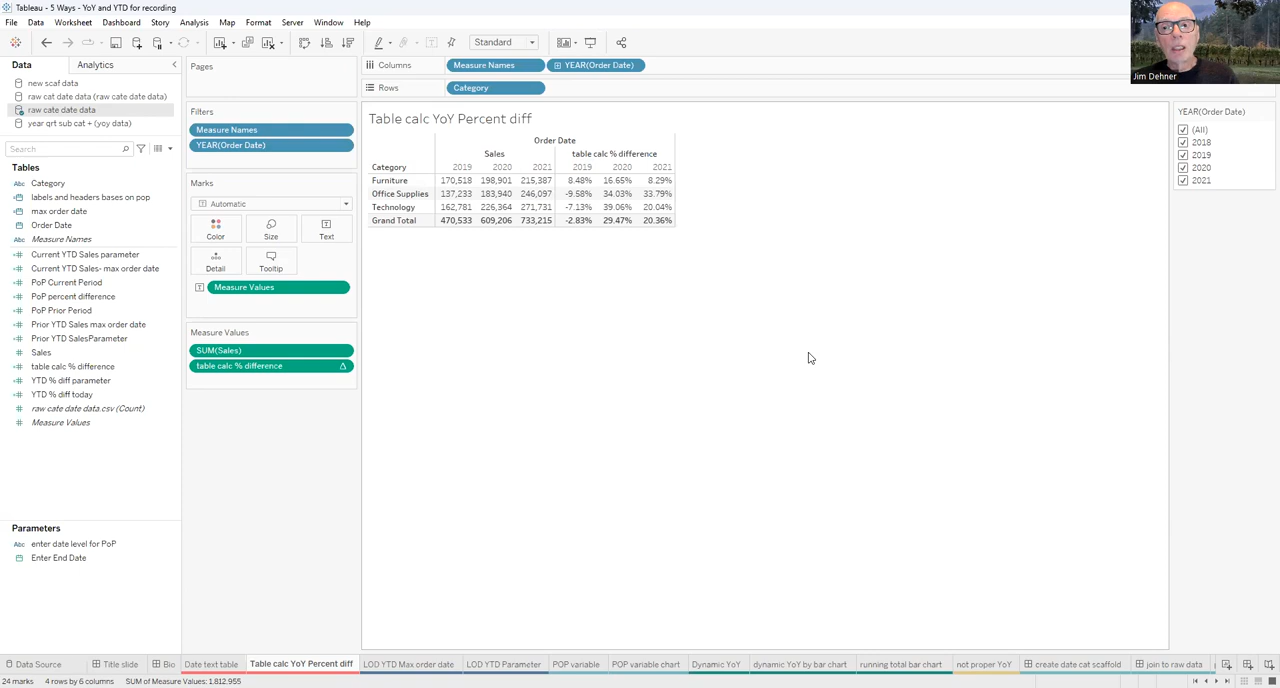 Tableau - 5 Ways - YoY and YTD for recording
File Data Worksheet Dashboard Story Analysis Map Format Server Window Help
Standard
Jim Dehner
Data Analytics
new scaf data
raw cat date data (raw cate date data)
raw cate date data
year qrt sub cat + (yoy data)
Search
Tables
Abc Category
labels and headers bases on pop
max order date
Order Date
Abc Measure Names
Current YTD Sales parameter
Current YTD Sales- max order date
PoP Current Period
PoP percent difference
PoP Prior Period
Prior YTD Sales max order date
Prior YTD SalesParameter
Sales
table calc % difference
YTD % diff parameter
YTD % diff today
raw cate date data.csv (Count)
Measure Values
Parameters
Abc enter date level for PoP
Enter End Date
Pages
Filters
Measure Names
YEAR(Order Date)
Marks
Automatic
Color Size Text
Detail Tooltip
Measure Values
Measure Values
SUM(Sales)
table calc % difference
Columns Measure Names YEAR(Order Date)
Rows Category
Table calc YoY Percent diff
Order Date
Sales table calc % difference
Category 2019 2020 2021 2019 2020 2021
Furniture 170,518 198,901 215,387 8.48% 16.65% 8.29%
Office Supplies 137,233 183,940 246,097 -9.58% 34.03% 33.79%
Technology 162,781 226,364 271,731 -7.13% 39.06% 20.04%
Grand Total 470,533 609,206 733,215 -2.83% 29.47% 20.36%
YEAR(Order Date)
(All)
2018
2019
2020
2021
Data Source Title slide Bio Date text table Table calc YoY Percent diff LOD YTD Max order date LOD YTD Parameter POP variable POP variable chart Dynamic YoY dynamic YoY by bar chart running total bar chart not proper YoY create date cat scaffold join to raw data
24 marks 4 rows by 6 columns SUM of Measure Values: 1,812,955